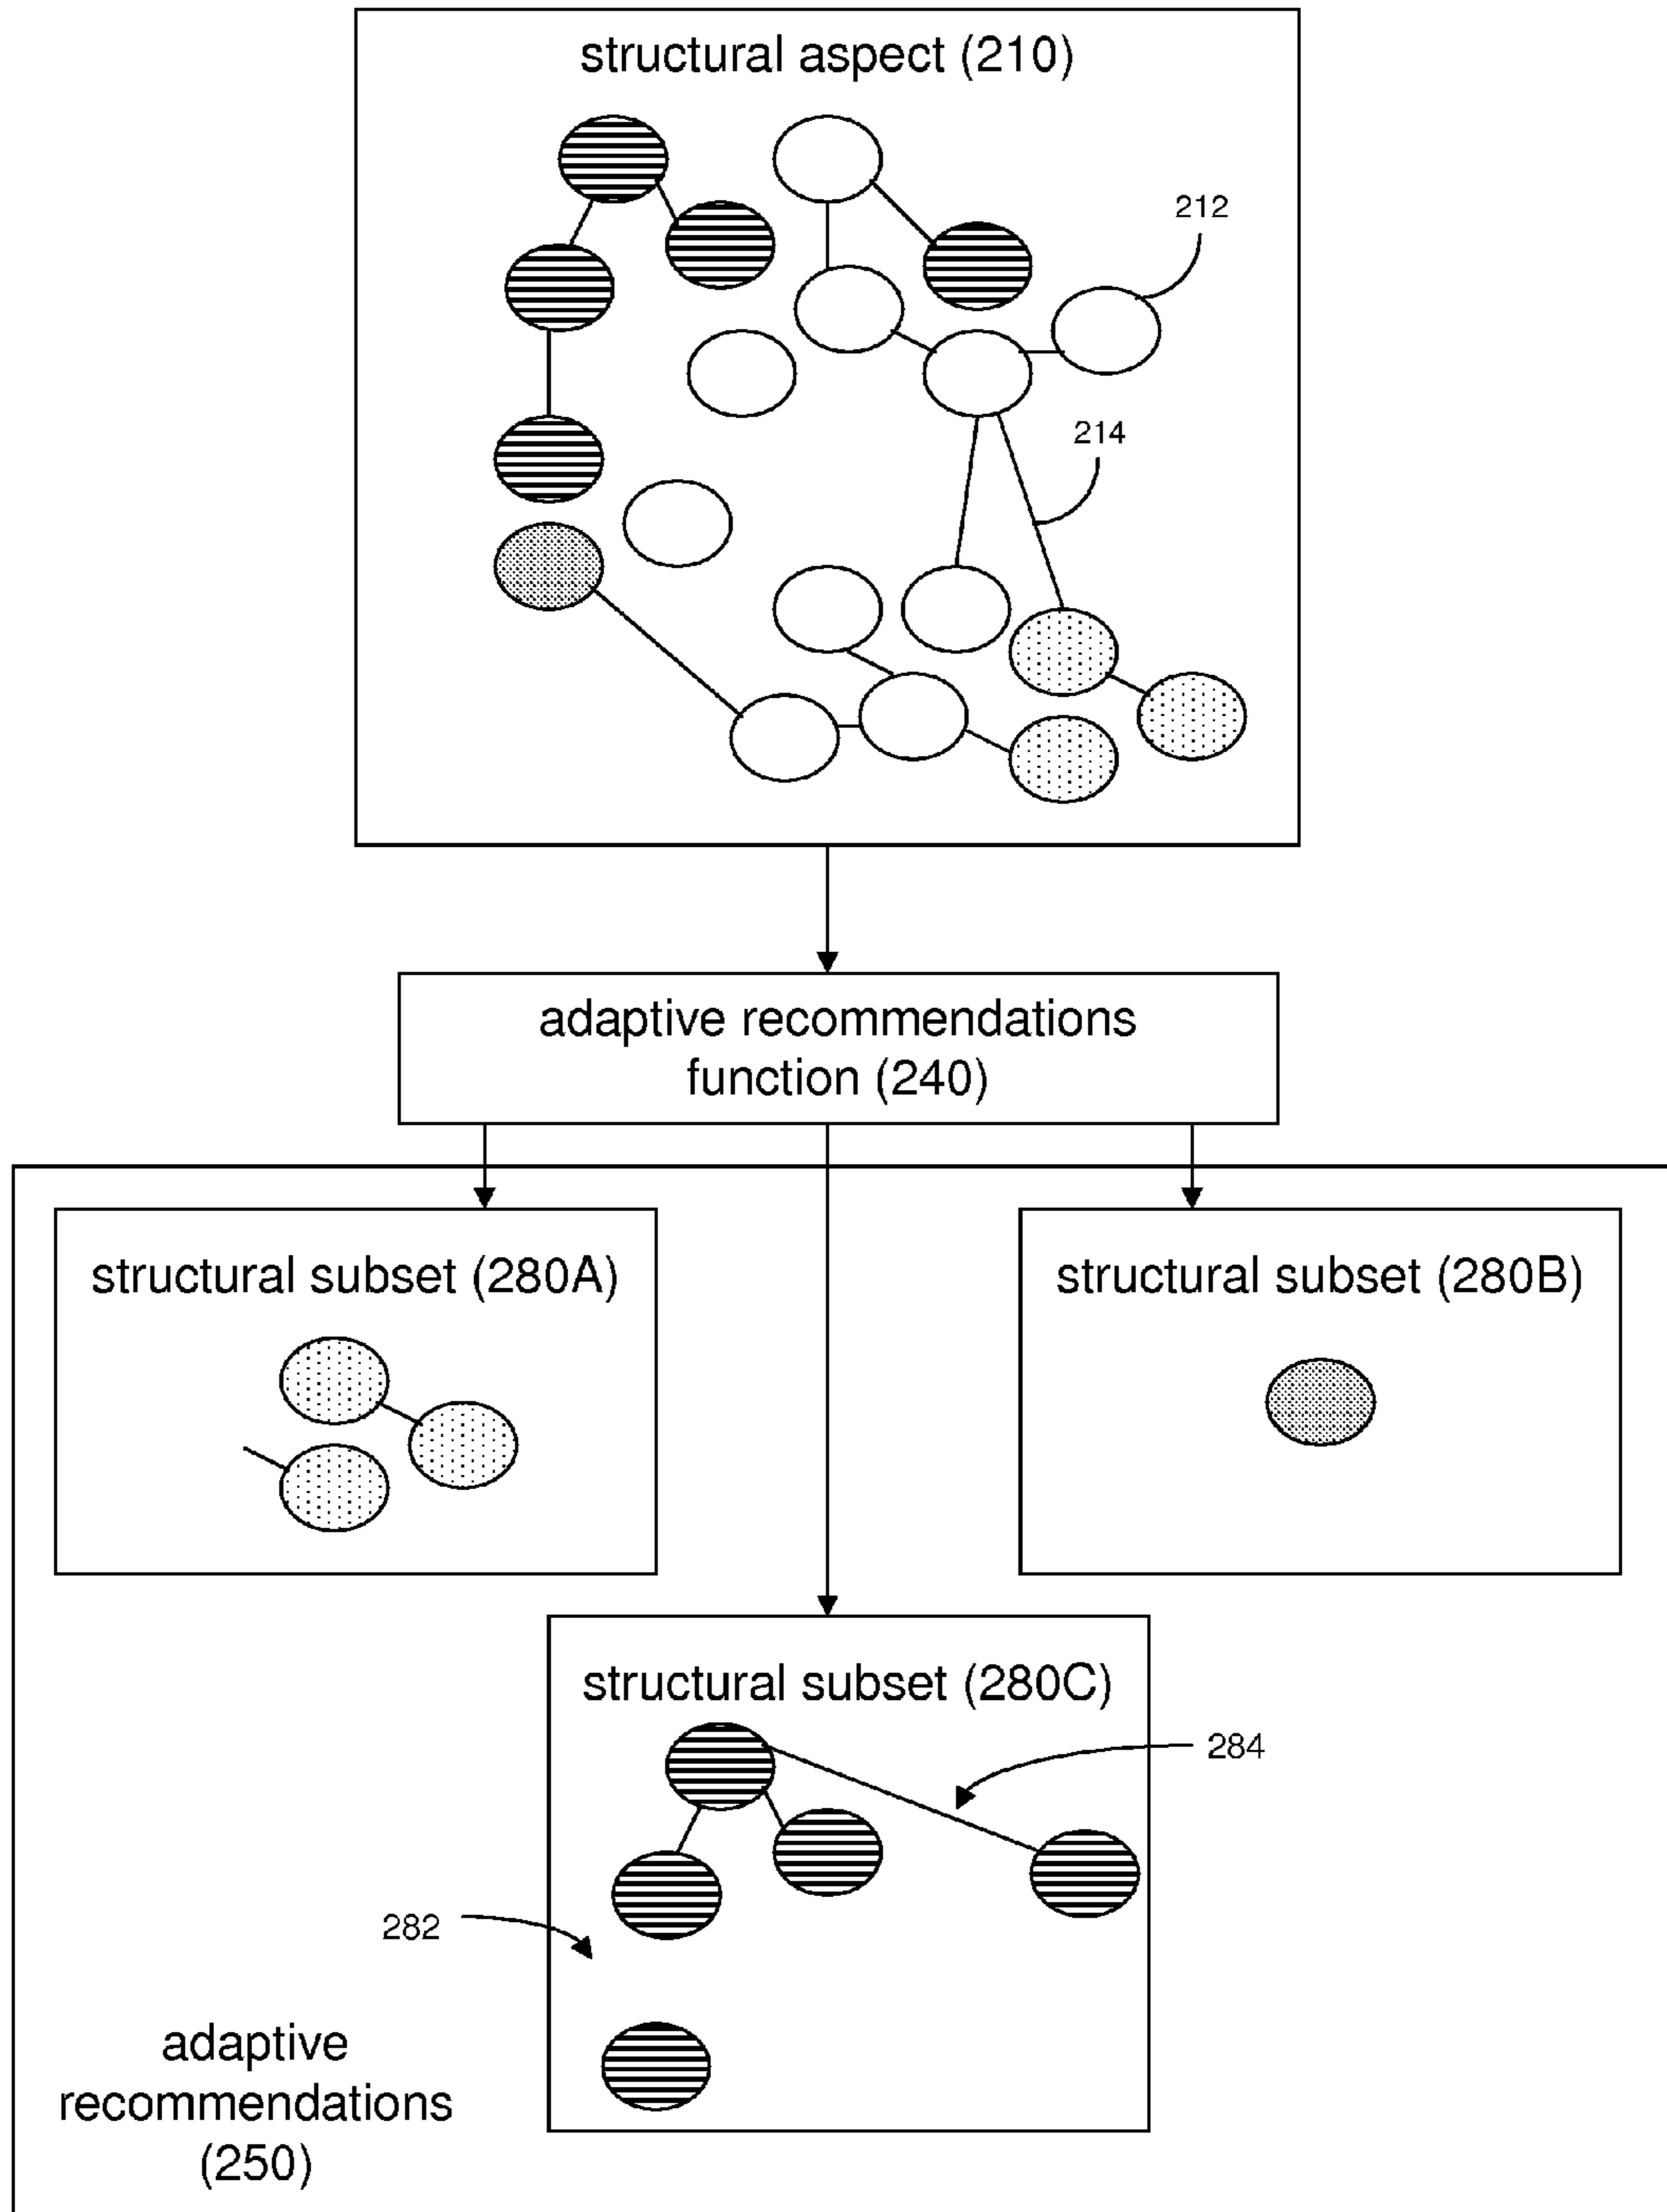 structural aspect (210)
212
214
adaptive recommendations
function (240)
structural subset (280A)
structural subset (280B)
structural subset (280C)
284
282
adaptive
recommendations
(250)